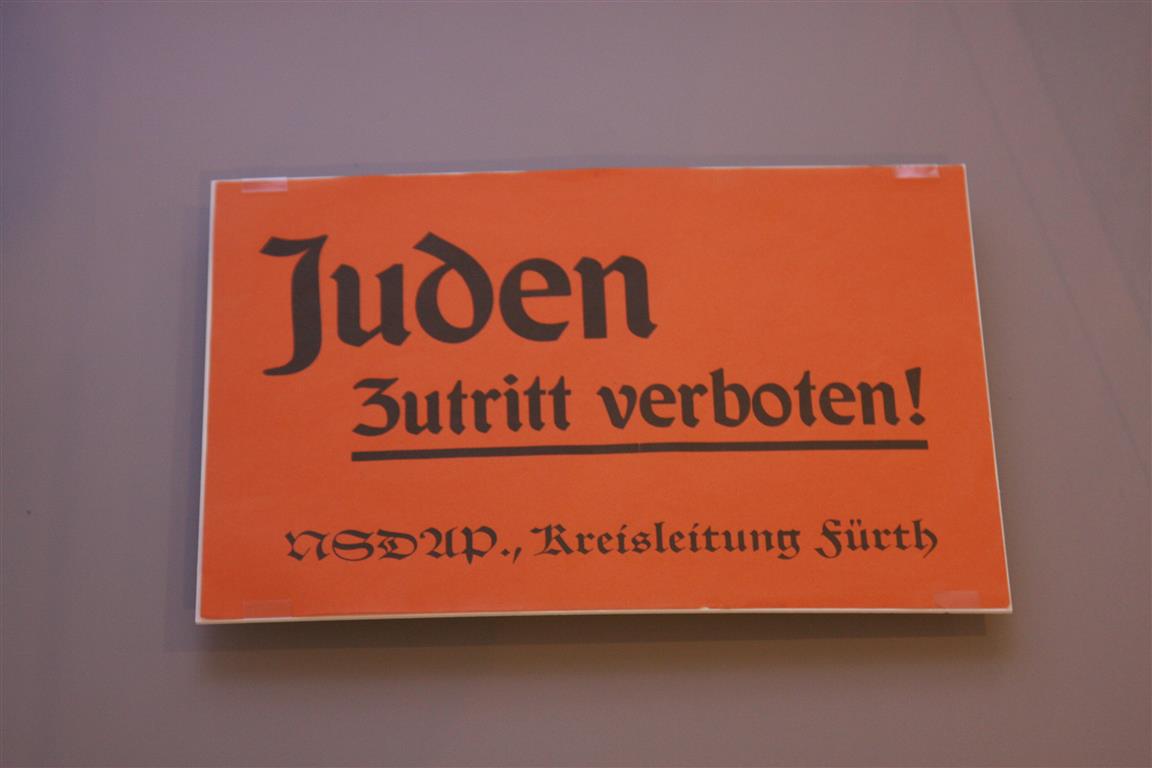 Juden
Zutritt verboten!
NSDAP., Kreisleitung Fürth